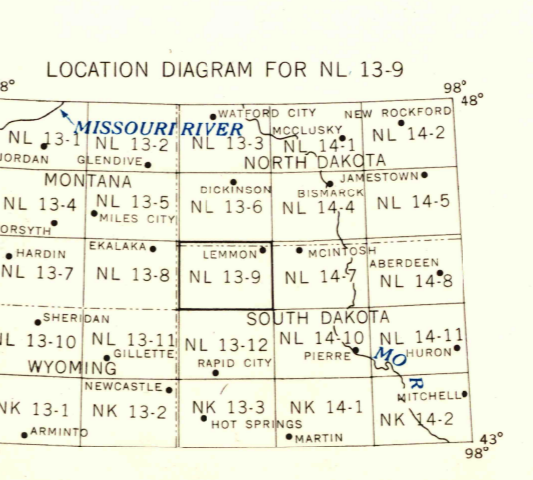 LOCATION DIAGRAM FOR NL 13-9
8° 98°
48°
WATFORD CITY NEW ROCKFORD
MISSOURI RIVER MCCLUSKY
NL 13-1 NL 13-2 NL 13-3 NL 14-1 NL 14-2
JORDAN GLENDIVE NORTH DAKOTA
MONTANA DICKINSON BISMARCK JAMESTOWN
NL 13-4 NL 13-5 NL 13-6 NL 14-4 NL 14-5
MILES CITY
ORSYTH
HARDIN EKALAKA LEMMON MCINTOSH ABERDEEN
NL 13-7 NL 13-8 NL 13-9 NL 14-7 NL 14-8
SHERIDAN SOUTH DAKOTA
NL 13-10 NL 13-11 NL 13-12 NL 14-10 NL 14-11
GILLETTE RAPID CITY PIERRE MO HURON
WYOMING
NEWCASTLE R MITCHELL
NK 13-1 NK 13-2 NK 13-3 NK 14-1 NK 14-2
ARMINTO HOT SPRINGS MARTIN
43°
98°